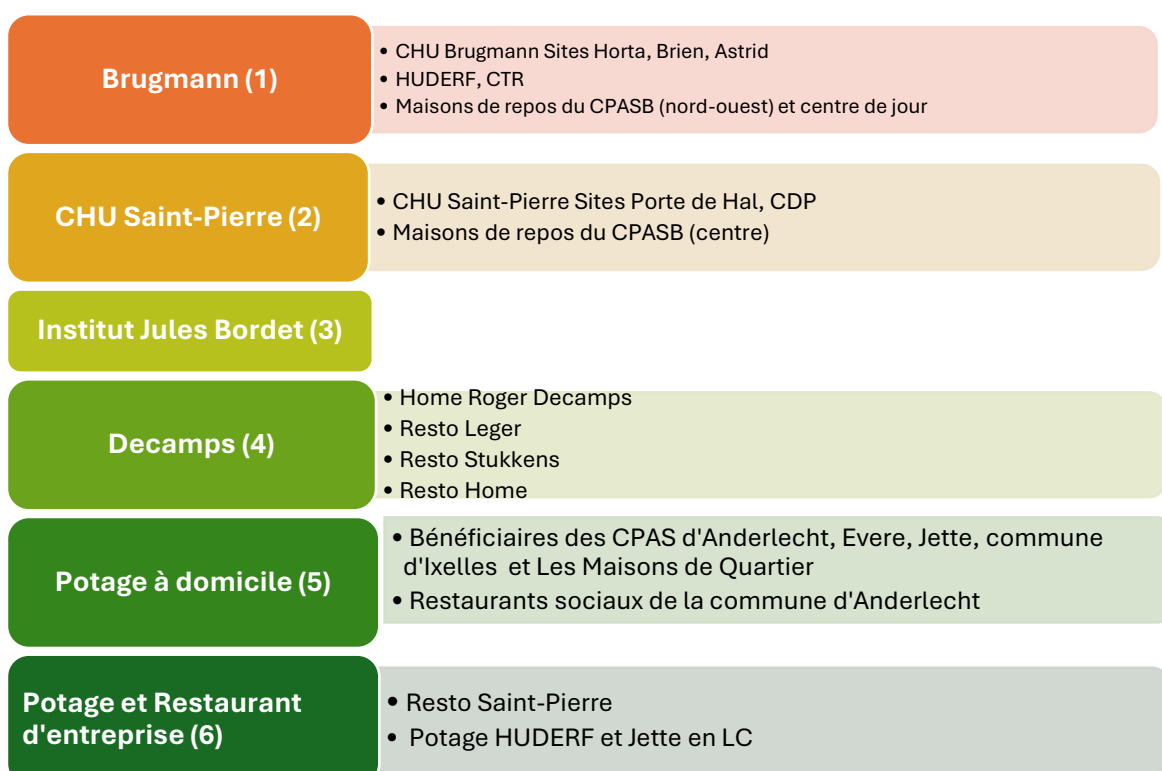 Brugmann (1)
• CHU Brugmann Sites Horta, Brien, Astrid
• HUDERF, CTR
• Maisons de repos du CPASB (nord-ouest) et centre de jour
CHU Saint-Pierre (2)
• CHU Saint-Pierre Sites Porte de Hal, CDP
• Maisons de repos du CPASB (centre)
Institut Jules Bordet (3)
Decamps (4)
• Home Roger Decamps
• Resto Leger
• Resto Stukkens
• Resto Home
Potage à domicile (5)
• Bénéficiaires des CPAS d'Anderlecht, Evere, Jette, commune
d'Ixelles et Les Maisons de Quartier
• Restaurants sociaux de la commune d'Anderlecht
Potage et Restaurant
d'entreprise (6)
• Resto Saint-Pierre
• Potage HUDERF et Jette en LC